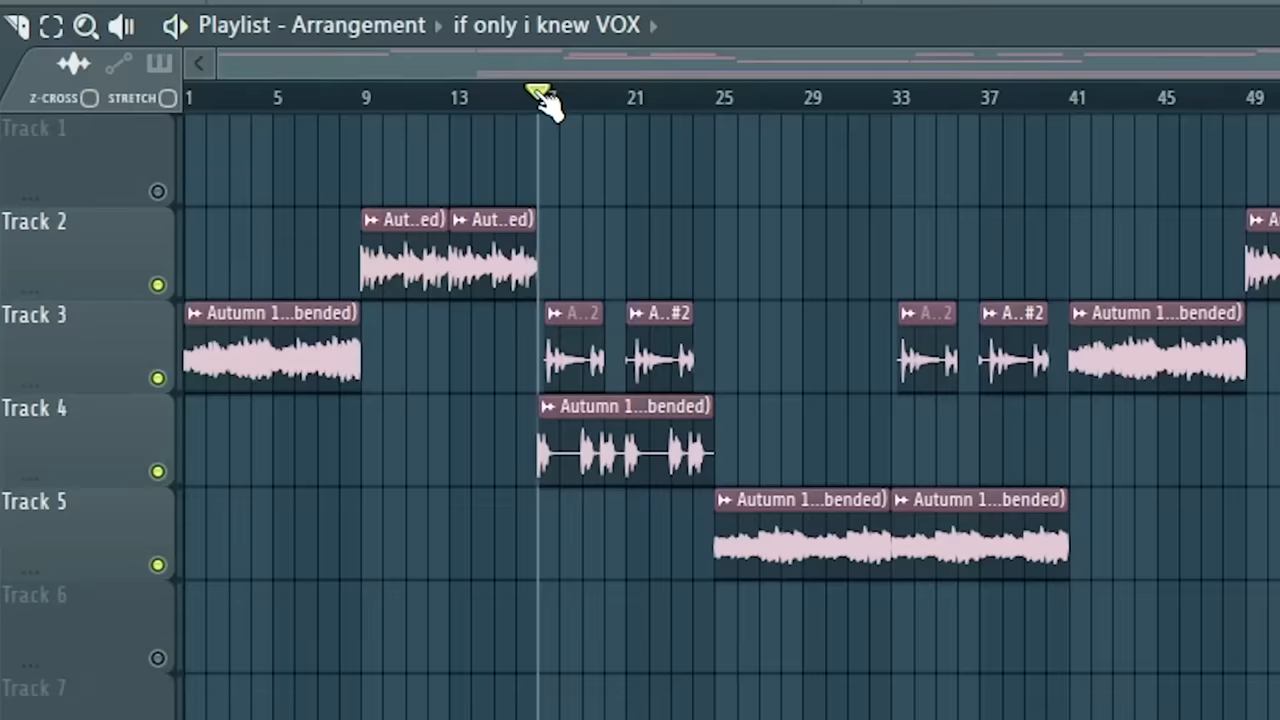 Playlist - Arrangement ▸ if only i knew VOX ▸
Z-CROSS STRETCH 1 5 9 13 21 25 29 33 37 41 45 49
Track 1
...
Track 2 Aut..ed) Aut..ed) A
...
Track 3 Autumn 1...bended) A..2 A..#2 A..2 A..#2 Autumn 1...bended)
...
Track 4 Autumn 1...bended)
...
Track 5 Autumn 1...bended) Autumn 1...bended)
...
Track 6
...
Track 7